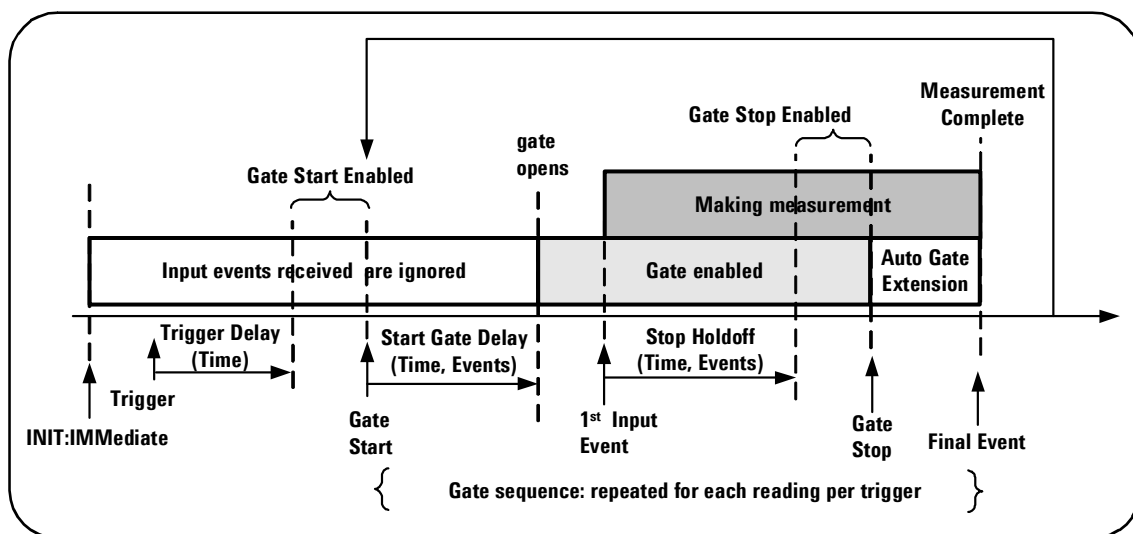 Measurement
Complete
Gate Stop Enabled
gate
opens
Gate Start Enabled
Making measurement
Input events received are ignored
Gate enabled
Auto Gate
Extension
Trigger Delay
(Time)
Start Gate Delay
(Time, Events)
Stop Holdoff
(Time, Events)
Trigger
INIT:IMMediate
Gate
Start
1st Input
Event
Gate
Stop
Final Event
Gate sequence: repeated for each reading per trigger